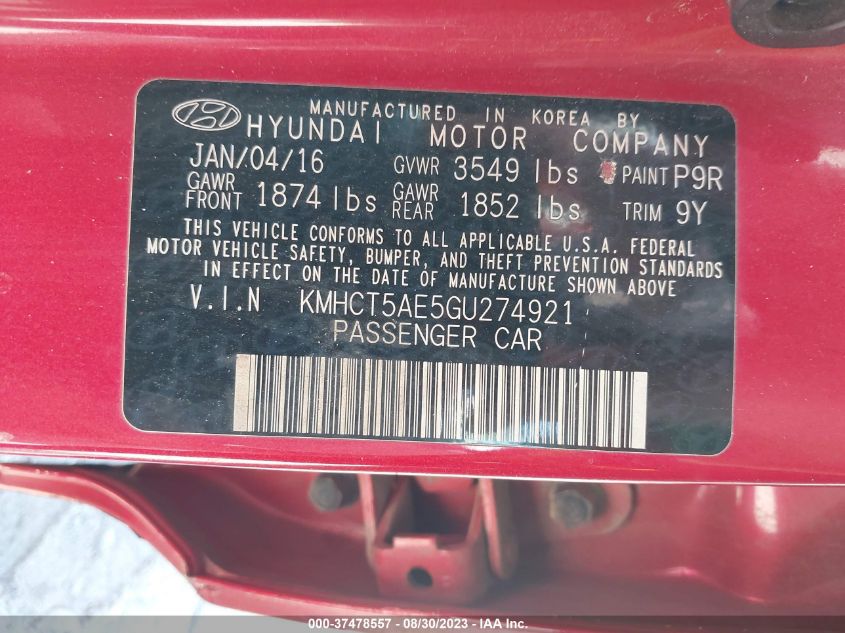 MANUFACTURED IN KOREA BY
HYUNDAI MOTOR COMPANY
JAN/04/16 GVWR 3549 lbs PAINT P9R
GAWR FRONT 1874 lbs GAWR REAR 1852 lbs TRIM 9Y
THIS VEHICLE CONFORMS TO ALL APPLICABLE U.S.A. FEDERAL
MOTOR VEHICLE SAFETY, BUMPER, AND THEFT PREVENTION STANDARDS
IN EFFECT ON THE DATE OF MANUFACTURE SHOWN ABOVE
V.I.N KMHCT5AE5GU274921
PASSENGER CAR
000-37478557 - 08/30/2023 - IAA Inc.